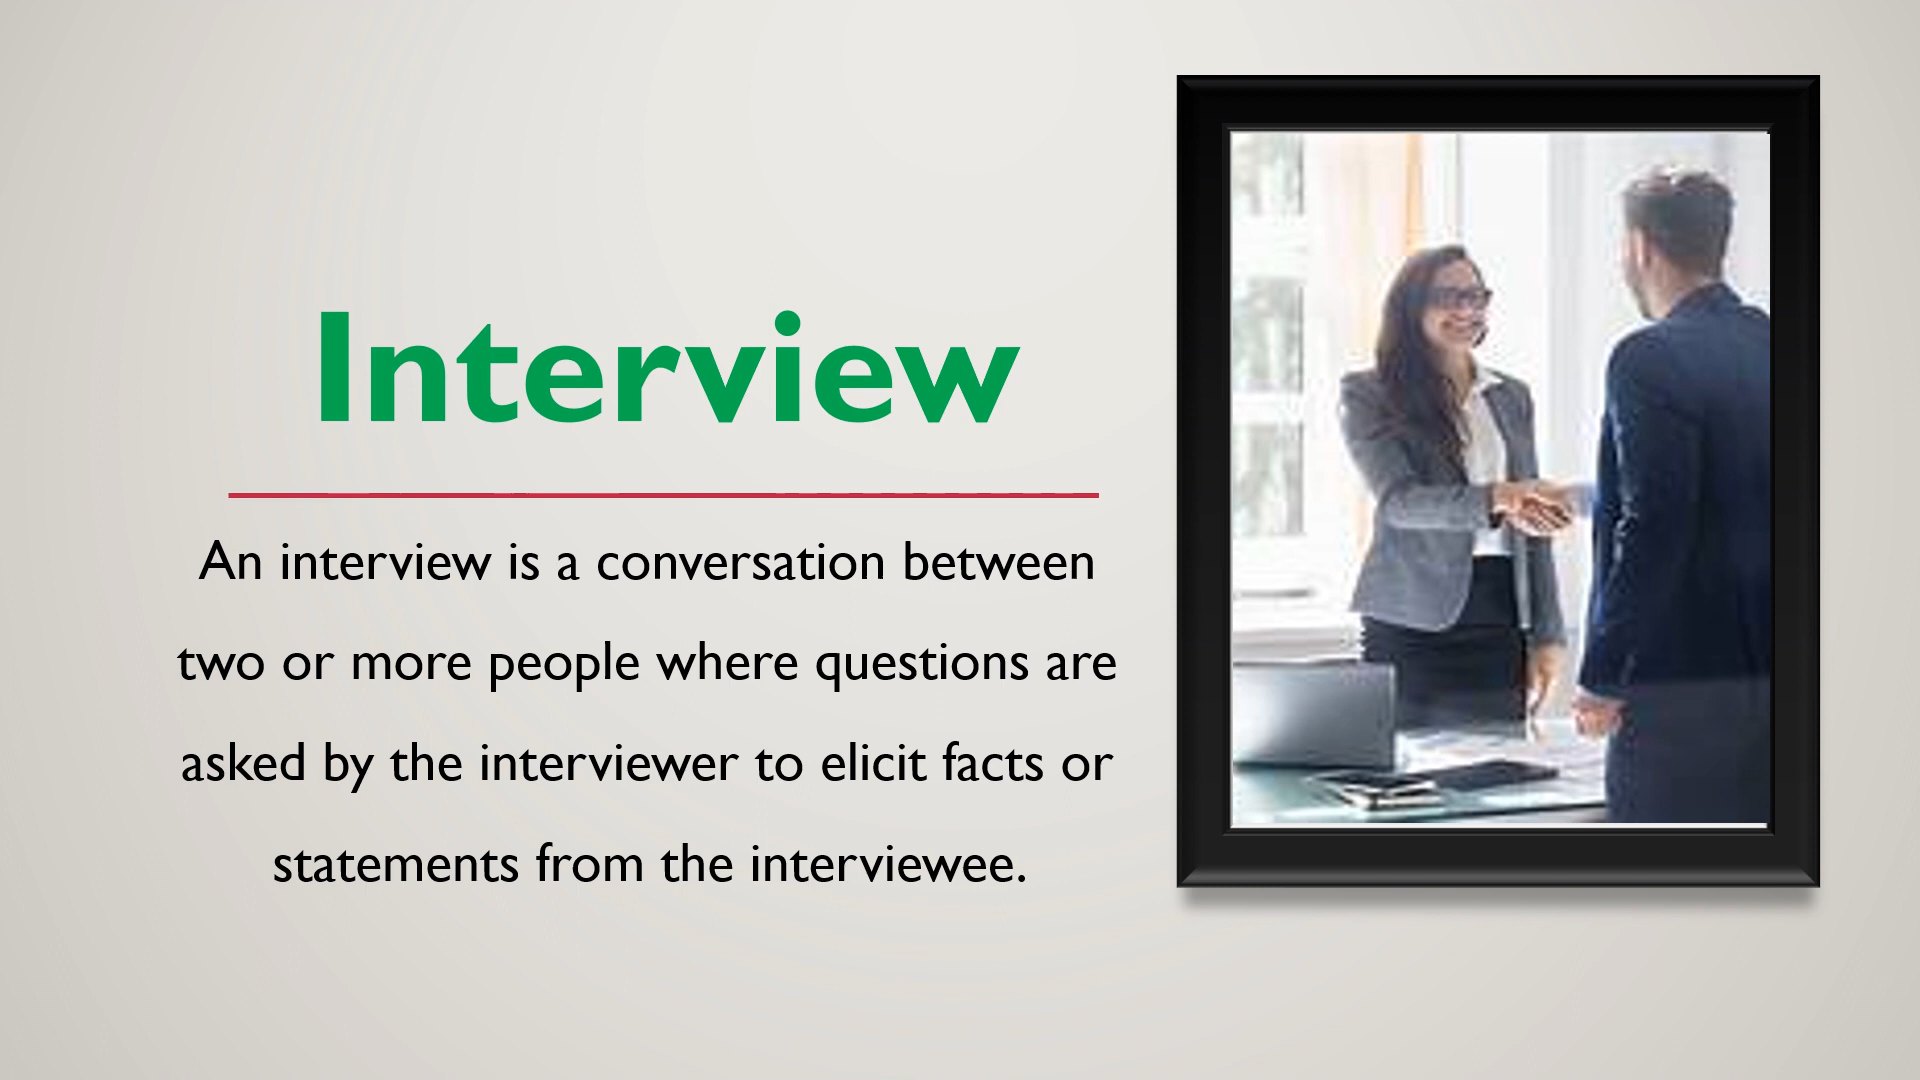 Interview
An interview is a conversation between
two or more people where questions are
asked by the interviewer to elicit facts or
statements from the interviewee.